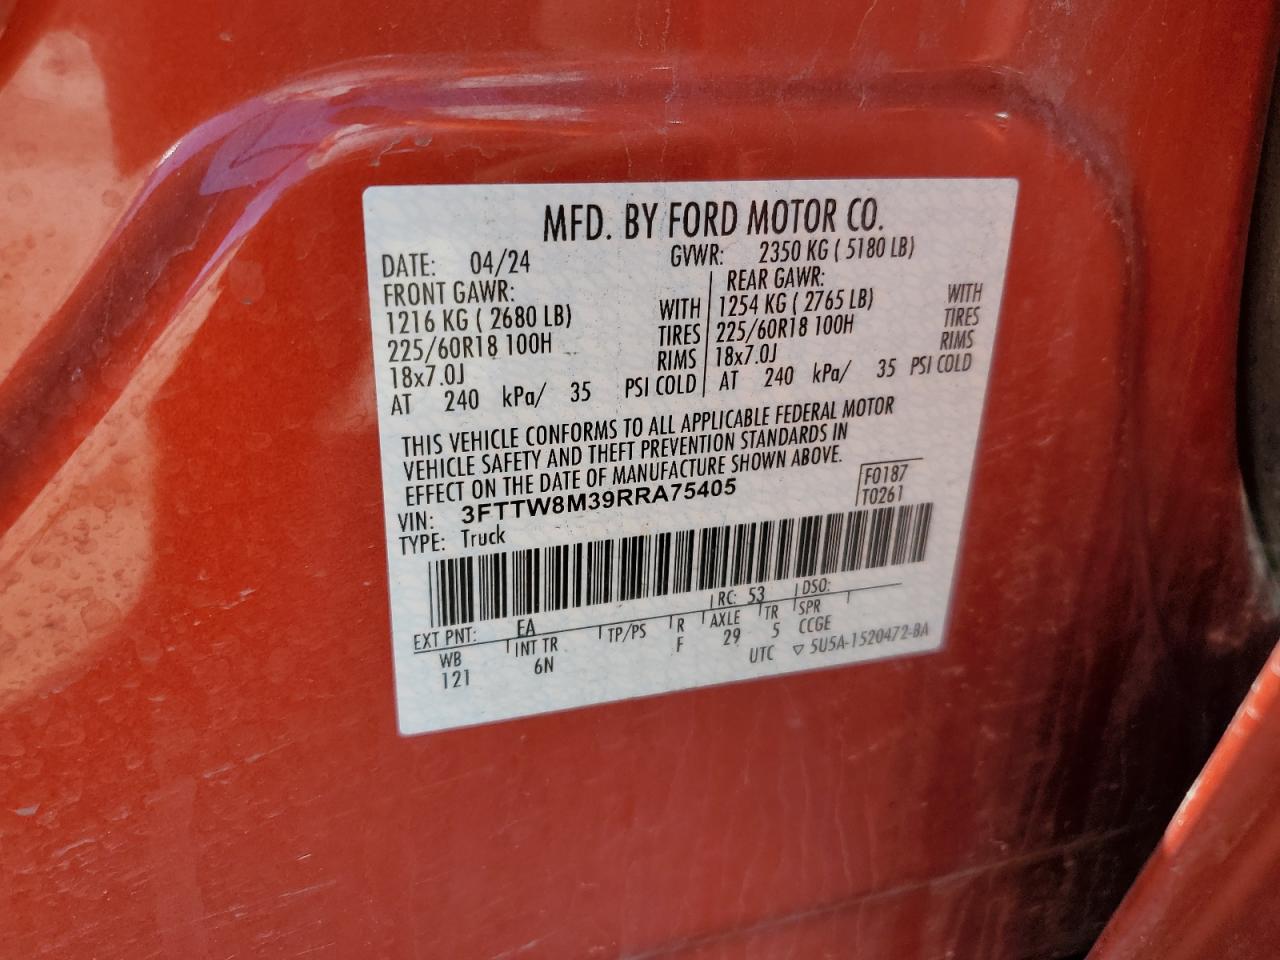 MFD. BY FORD MOTOR CO.
DATE: 04/24 GVWR: 2350 KG ( 5180 LB)
FRONT GAWR: REAR GAWR:
1216 KG ( 2680 LB) WITH 1254 KG ( 2765 LB) WITH
225/60R18 100H TIRES 225/60R18 100H TIRES
18x7.0J RIMS 18x7.0J RIMS
AT 240 kPa/ 35 PSI COLD AT 240 kPa/ 35 PSI COLD
THIS VEHICLE CONFORMS TO ALL APPLICABLE FEDERAL MOTOR
VEHICLE SAFETY AND THEFT PREVENTION STANDARDS IN
EFFECT ON THE DATE OF MANUFACTURE SHOWN ABOVE.
VIN: 3FTTW8M39RRA75405 F0187
TYPE: Truck T0261
EXT PNT: EA RC: 53 DSO:
WB INT TR TP/PS R AXLE TR SPR
121 6N F 29 5 CCGE
UTC ▽ 5U5A-1520472-BA